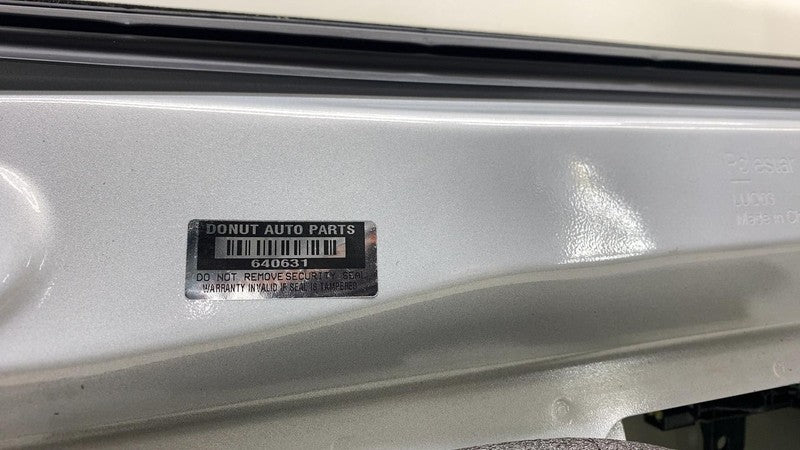 DONUT AUTO PARTS
640631
DO NOT REMOVE SECURITY SEAL
WARRANTY INVALID IF SEAL IS TAMPERED
Polestar
Made in